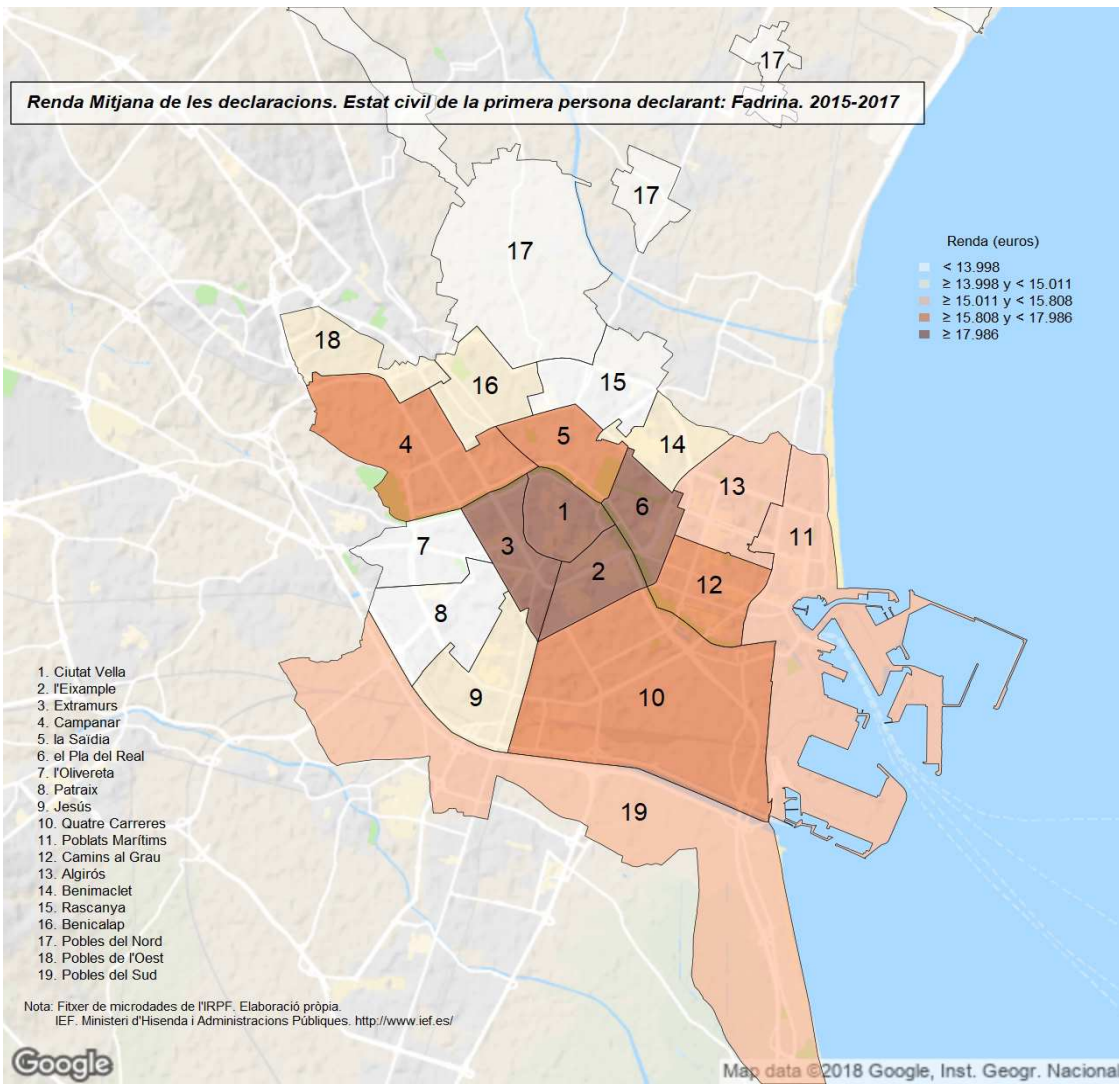 17
Renda Mitjana de les declaracions. Estat civil de la primera persona declarant: Fadrina. 2015-2017
17
17
Renda (euros)
< 13.998
≥ 13.998 y < 15.011
≥ 15.011 y < 15.808
≥ 15.808 y < 17.986
≥ 17.986
18
16
15
5
14
4
13
6
1
11
3
7
2
12
8
10
9
19
1. Ciutat Vella
2. l'Eixample
3. Extramurs
4. Campanar
5. la Saïdia
6. el Pla del Real
7. l'Olivereta
8. Patraix
9. Jesús
10. Quatre Carreres
11. Poblats Marítims
12. Camins al Grau
13. Algirós
14. Benimaclet
15. Rascanya
16. Benicalap
17. Pobles del Nord
18. Pobles de l'Oest
19. Pobles del Sud
Nota: Fitxer de microdades de l'IRPF. Elaboració pròpia.
IEF. Ministeri d'Hisenda i Administracions Públiques. http://www.ief.es/
Google
Map data ©2018 Google, Inst. Geogr. Naciona